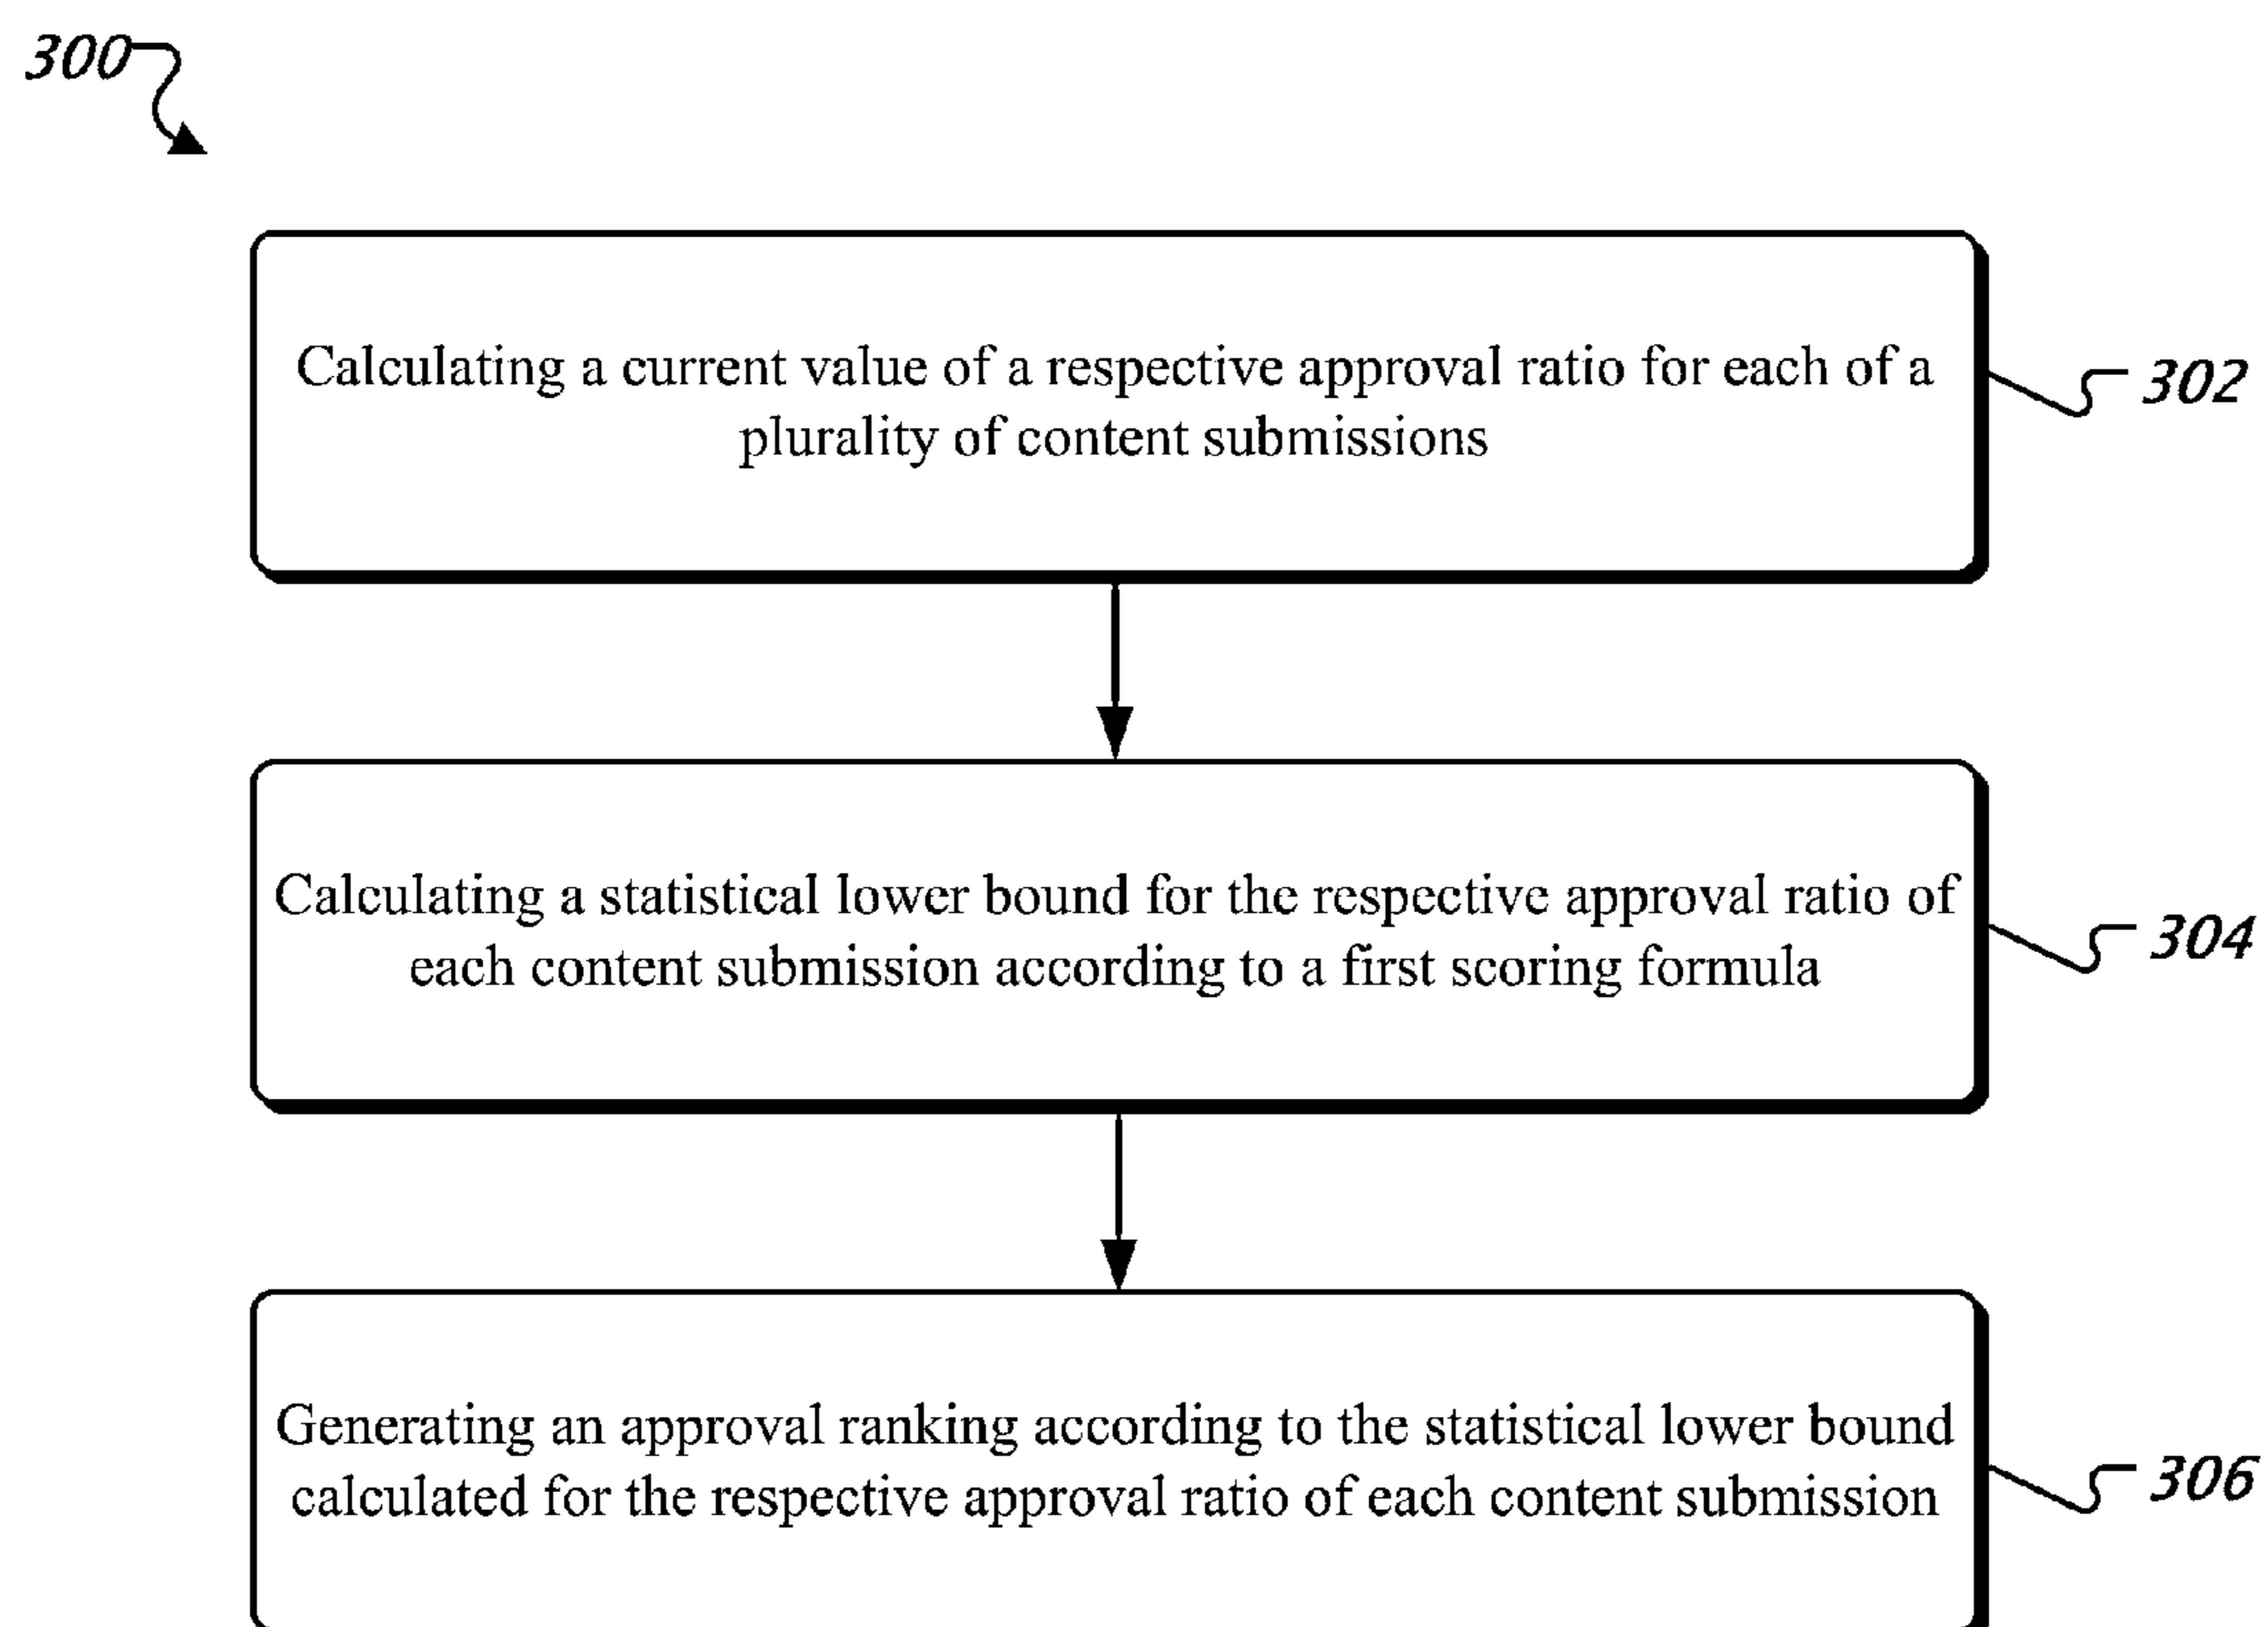 300
Calculating a current value of a respective approval ratio for each of a
plurality of content submissions
302
Calculating a statistical lower bound for the respective approval ratio of
each content submission according to a first scoring formula
304
Generating an approval ranking according to the statistical lower bound
calculated for the respective approval ratio of each content submission
306